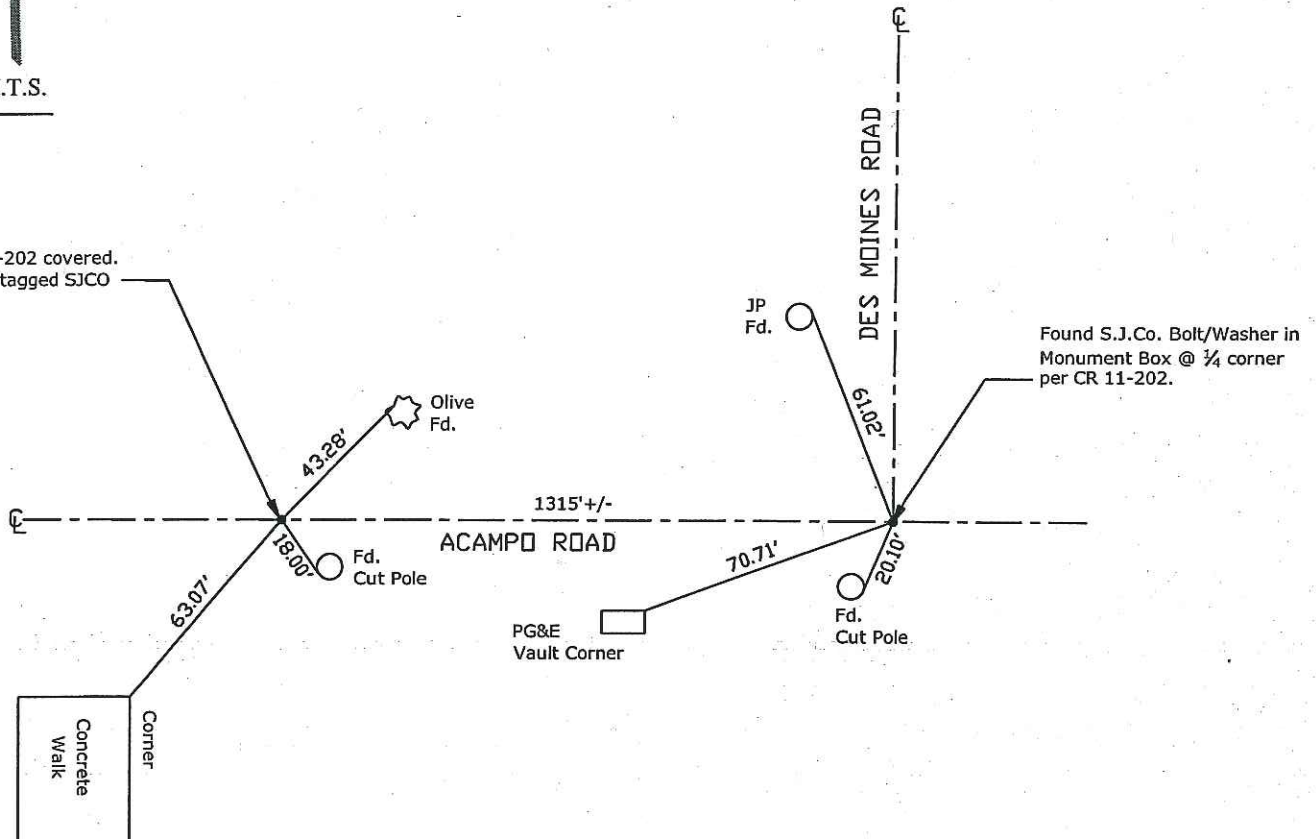 ℄
.T.S.
DES MOINES ROAD
-202 covered.
tagged SJCO
JP
Fd.
Found S.J.Co. Bolt/Washer in
Monument Box @ ¼ corner
per CR 11-202.
61.02'
Olive
Fd.
43.28'
℄
1315'+/-
ACAMPO ROAD
18.00'
Fd.
Cut Pole
63.07'
70.71'
20.10'
PG&E
Vault Corner
Fd.
Cut Pole
Corner
Concrete
Walk